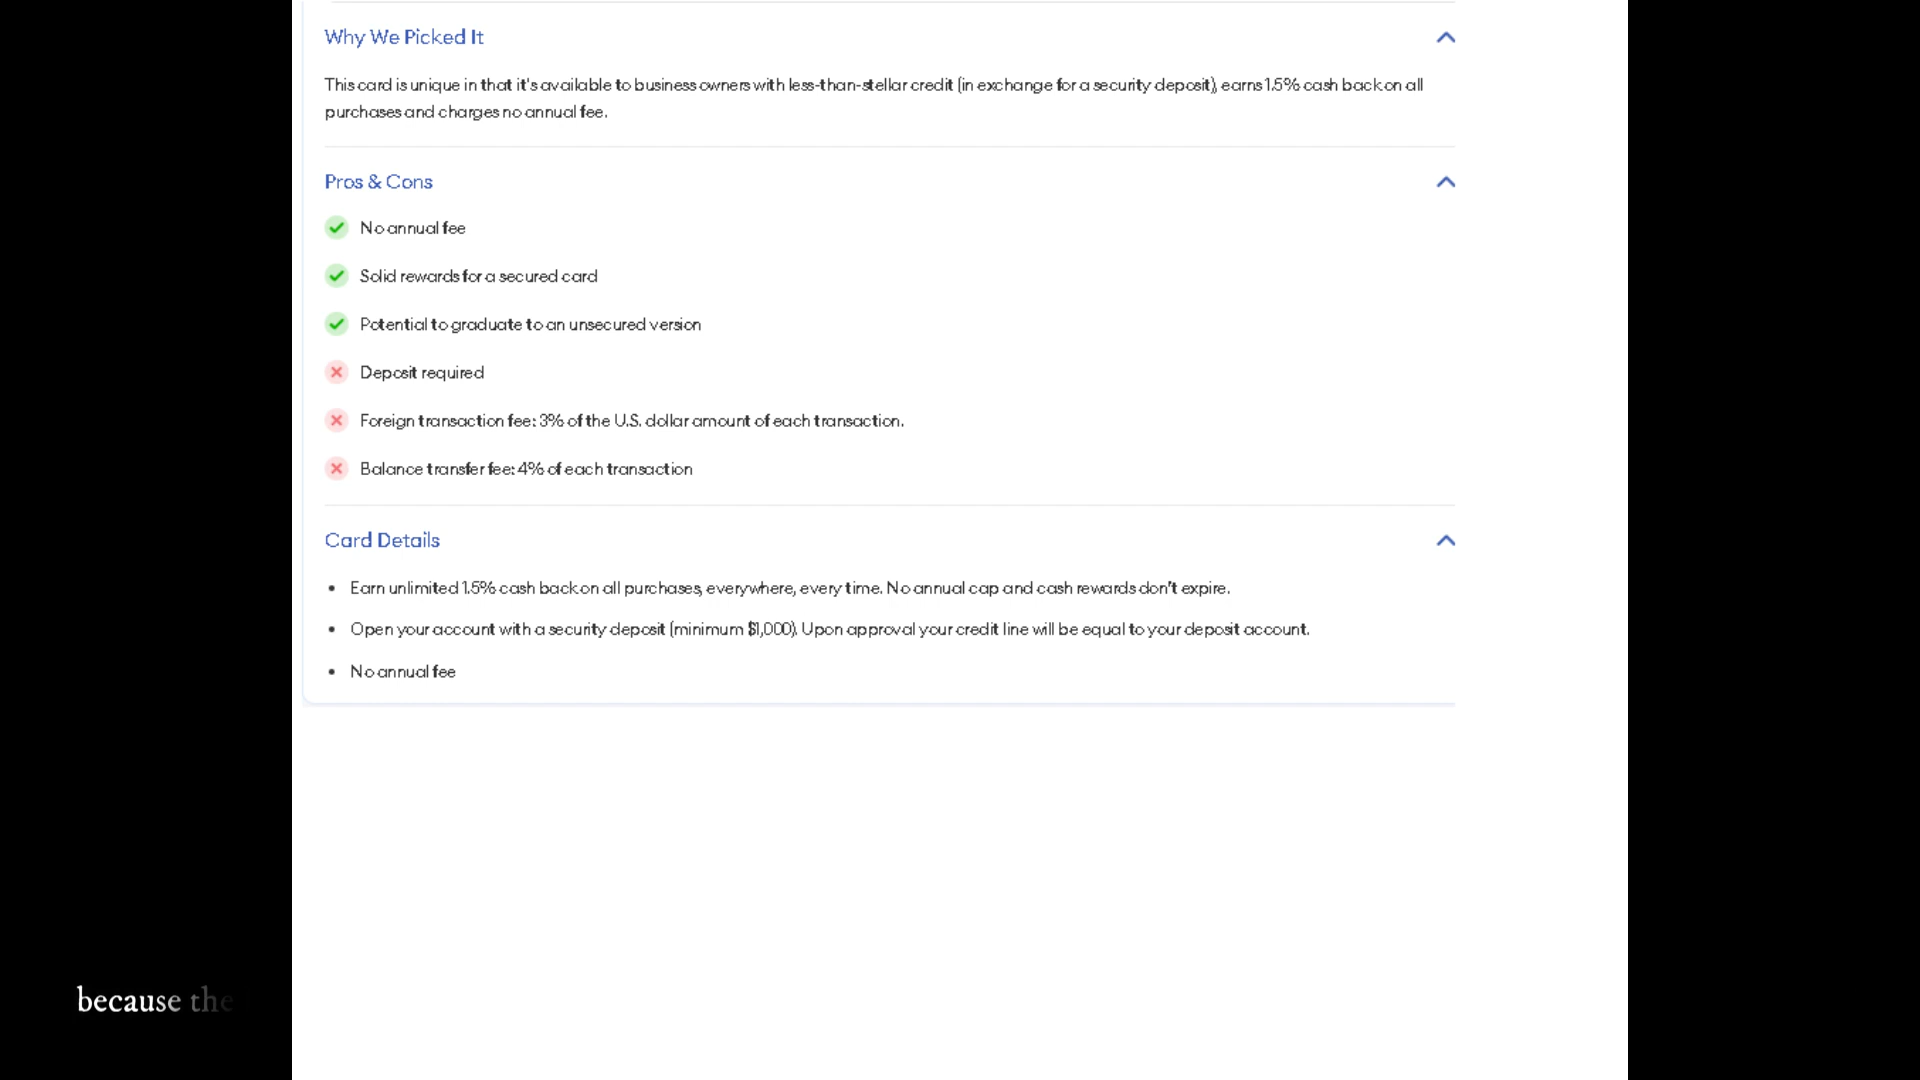 Why We Picked It
This card is unique in that it's available to business owners with less-than-stellar credit (in exchange for a security deposit), earns 1.5% cash back on all
purchases and charges no annual fee.
Pros & Cons
No annual fee
Solid rewards for a secured card
Potential to graduate to an unsecured version
Deposit required
Foreign transaction fee: 3% of the U.S. dollar amount of each transaction.
Balance transfer fee: 4% of each transaction
Card Details
Earn unlimited 1.5% cash back on all purchases, everywhere, every time. No annual cap and cash rewards don't expire.
Open your account with a security deposit (minimum $1,000). Upon approval your credit line will be equal to your deposit account.
No annual fee
because the